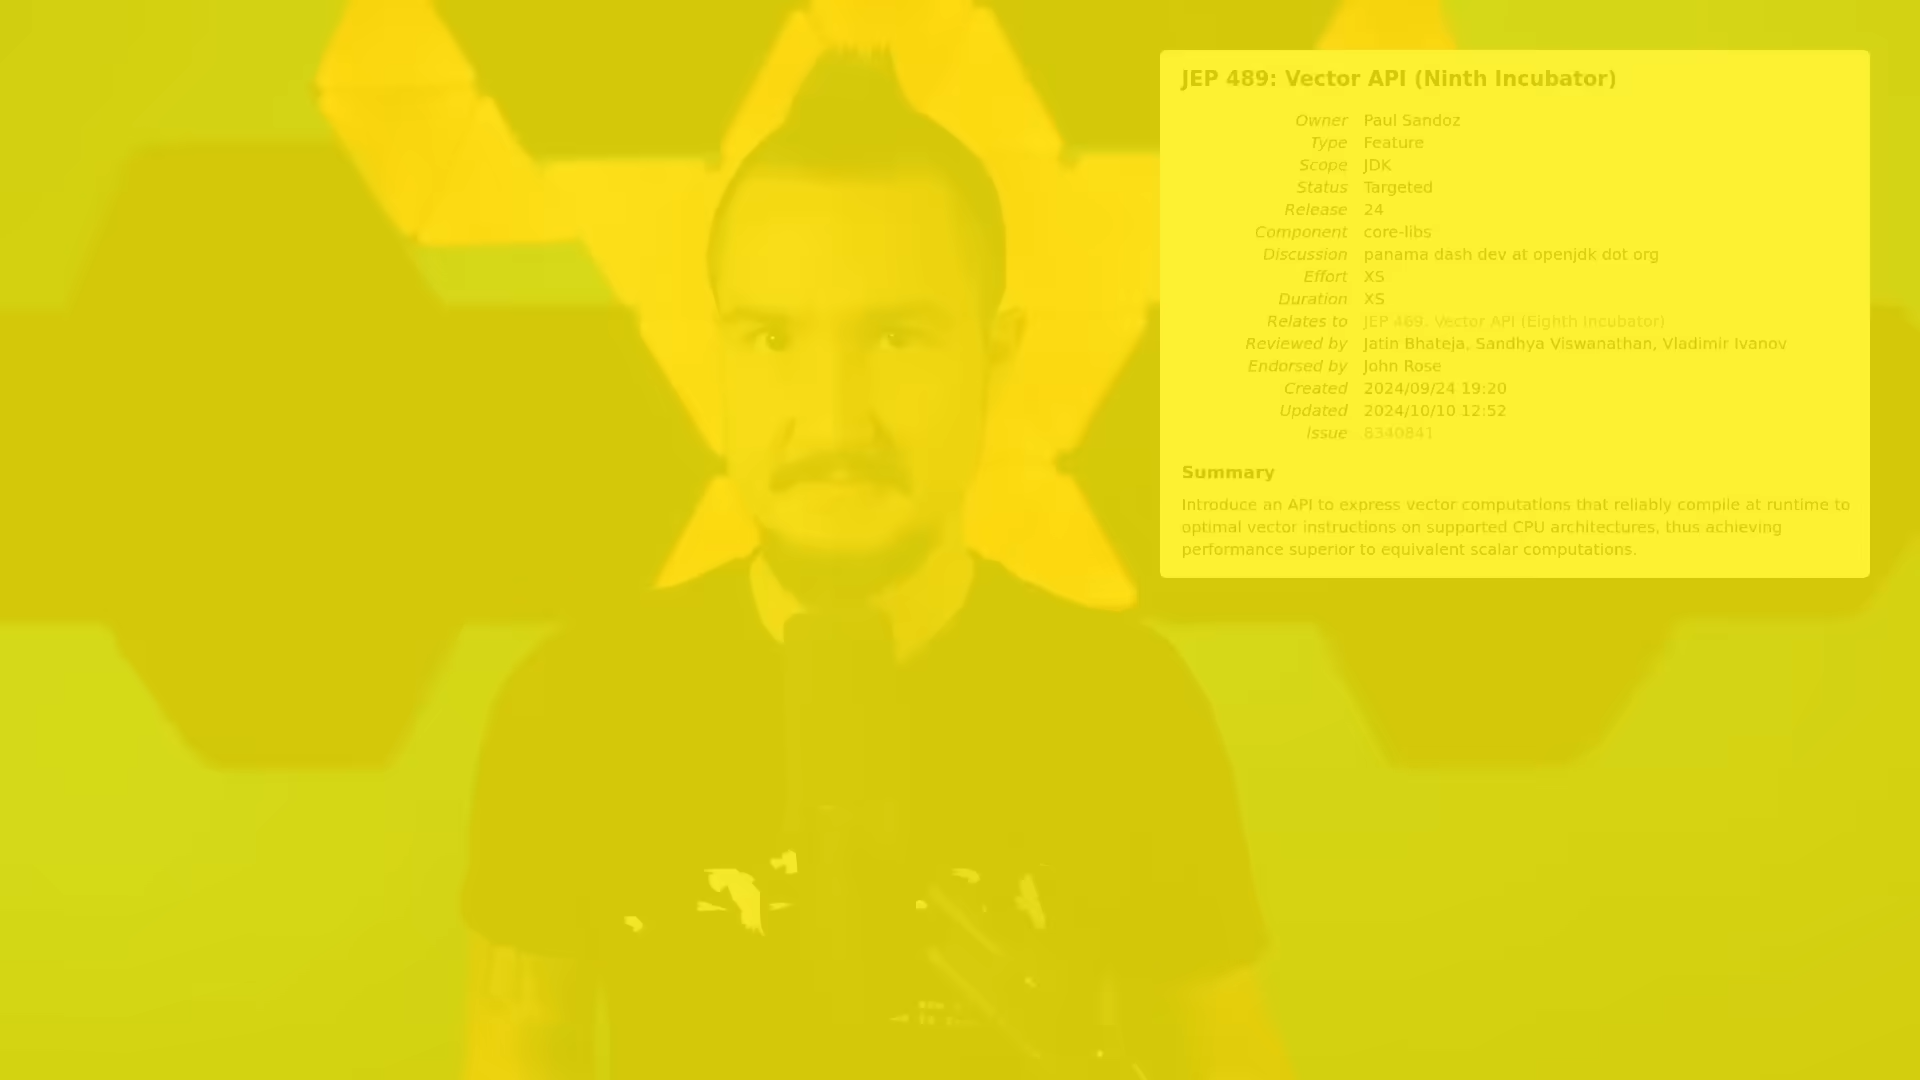 JEP 489: Vector API (Ninth Incubator)
Owner Paul Sandoz
Type Feature
Scope JDK
Status Targeted
Release 24
Component core-libs
Discussion panama dash dev at openjdk dot org
Effort XS
Duration XS
Relates to JEP 469: Vector API (Eighth Incubator)
Reviewed by Jatin Bhateja, Sandhya Viswanathan, Vladimir Ivanov
Endorsed by John Rose
Created 2024/09/24 19:20
Updated 2024/10/10 12:52
Issue 8340841
Summary
Introduce an API to express vector computations that reliably compile at runtime to
optimal vector instructions on supported CPU architectures, thus achieving
performance superior to equivalent scalar computations.